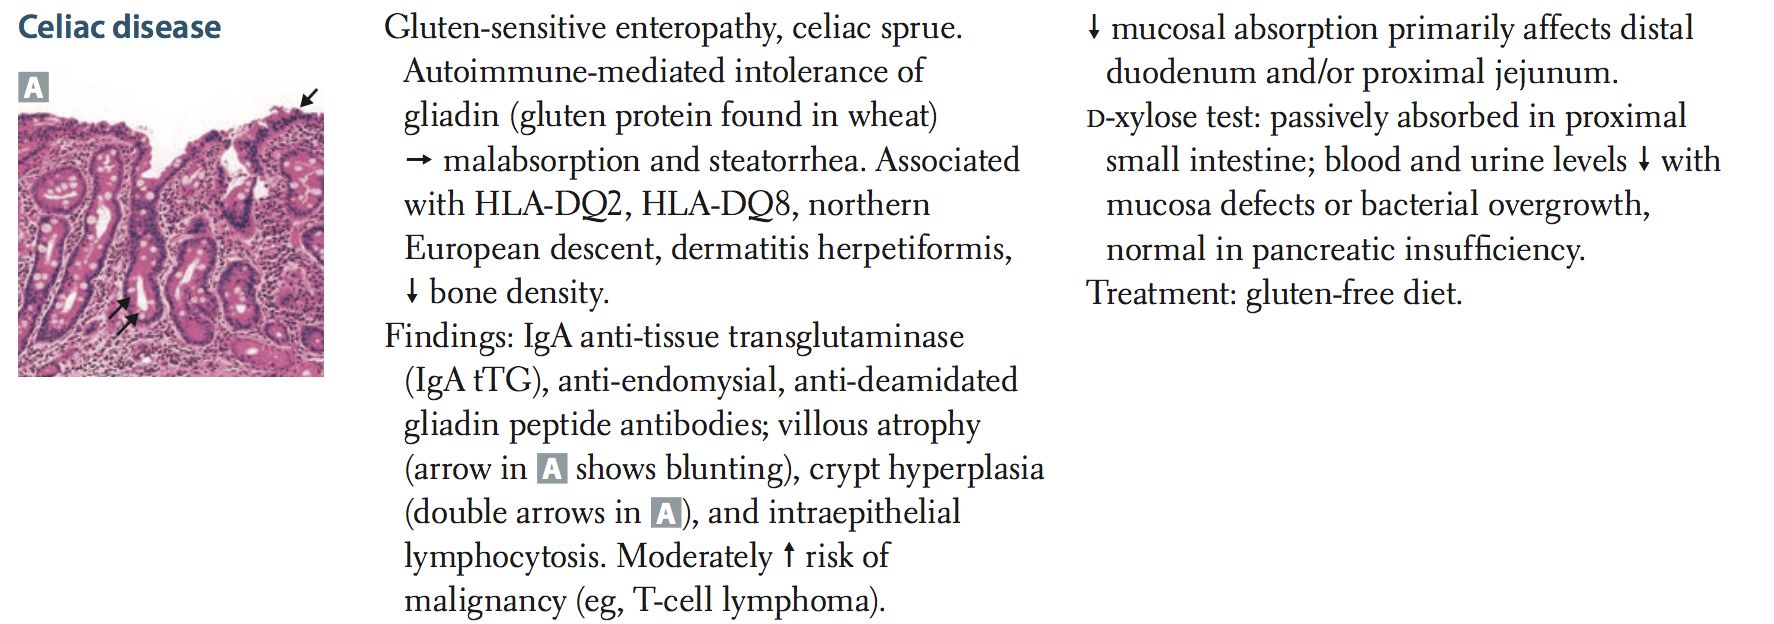 Celiac disease
A
Gluten-sensitive enteropathy, celiac sprue.
Autoimmune-mediated intolerance of
gliadin (gluten protein found in wheat)
→ malabsorption and steatorrhea. Associated
with HLA-DQ2, HLA-DQ8, northern
European descent, dermatitis herpetiformis,
↓ bone density.
Findings: IgA anti-tissue transglutaminase
(IgA tTG), anti-endomysial, anti-deamidated
gliadin peptide antibodies; villous atrophy
(arrow in A shows blunting), crypt hyperplasia
(double arrows in A), and intraepithelial
lymphocytosis. Moderately ↑ risk of
malignancy (eg, T-cell lymphoma).
↓ mucosal absorption primarily affects distal
duodenum and/or proximal jejunum.
D-xylose test: passively absorbed in proximal
small intestine; blood and urine levels ↓ with
mucosa defects or bacterial overgrowth,
normal in pancreatic insufficiency.
Treatment: gluten-free diet.